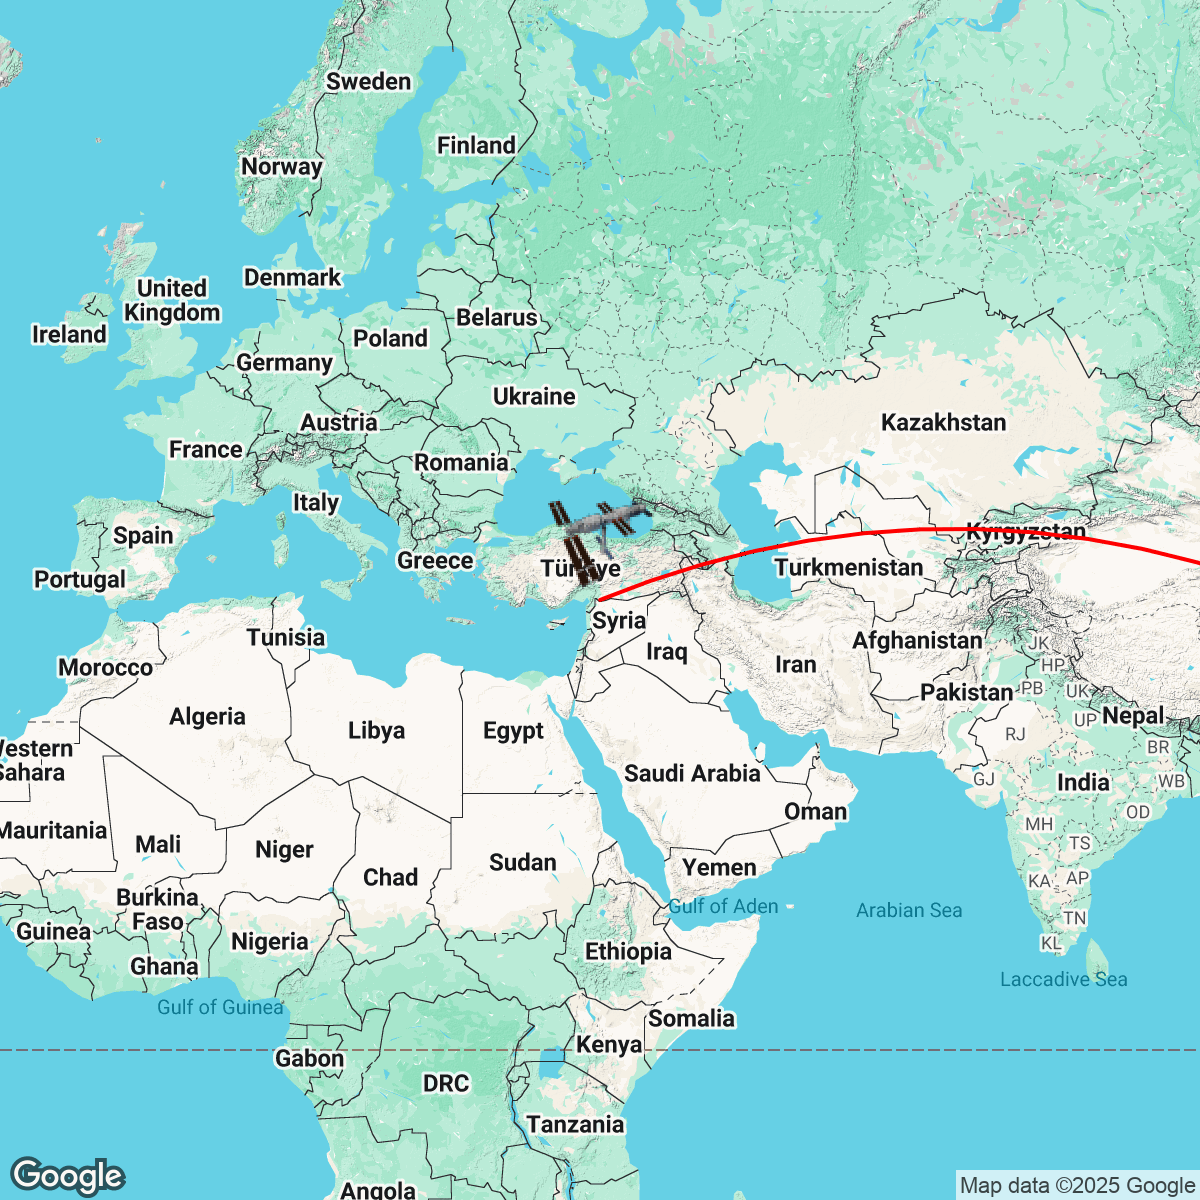 Sweden
Finland
Norway
Denmark
United
Kingdom
Ireland
Belarus
Poland
Germany
Ukraine
Austria
Kazakhstan
France
Romania
Italy
Spain
Kyrgyzstan
Greece
Türkiye
Turkmenistan
Portugal
Syria
Tunisia
Afghanistan
JK
Iraq
Iran
HP
Morocco
Pakistan
PB
UK
Algeria
Libya
Egypt
UP
Nepal
RJ
BR
Western
Sahara
Saudi Arabia
GJ
India
WB
Oman
OD
Mauritania
MH
Mali
Niger
TS
Sudan
Yemen
Chad
KA
AP
Burkina
Faso
Gulf of Aden
Arabian Sea
TN
Guinea
Nigeria
KL
Ethiopia
Ghana
Laccadive Sea
Gulf of Guinea
Somalia
Kenya
Gabon
DRC
Tanzania
Angola
Google
Map data ©2025 Google